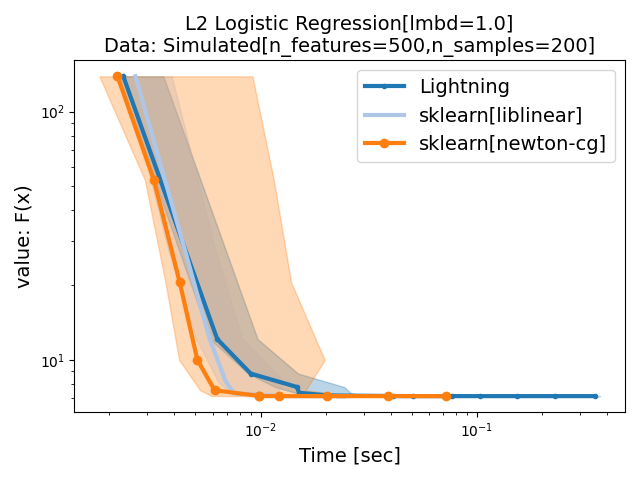 L2 Logistic Regression[lmbd=1.0]
Data: Simulated[n_features=500,n_samples=200]
Lightning
sklearn[liblinear]
sklearn[newton-cg]
value: F(x)
10²
10¹
10⁻²
10⁻¹
Time [sec]